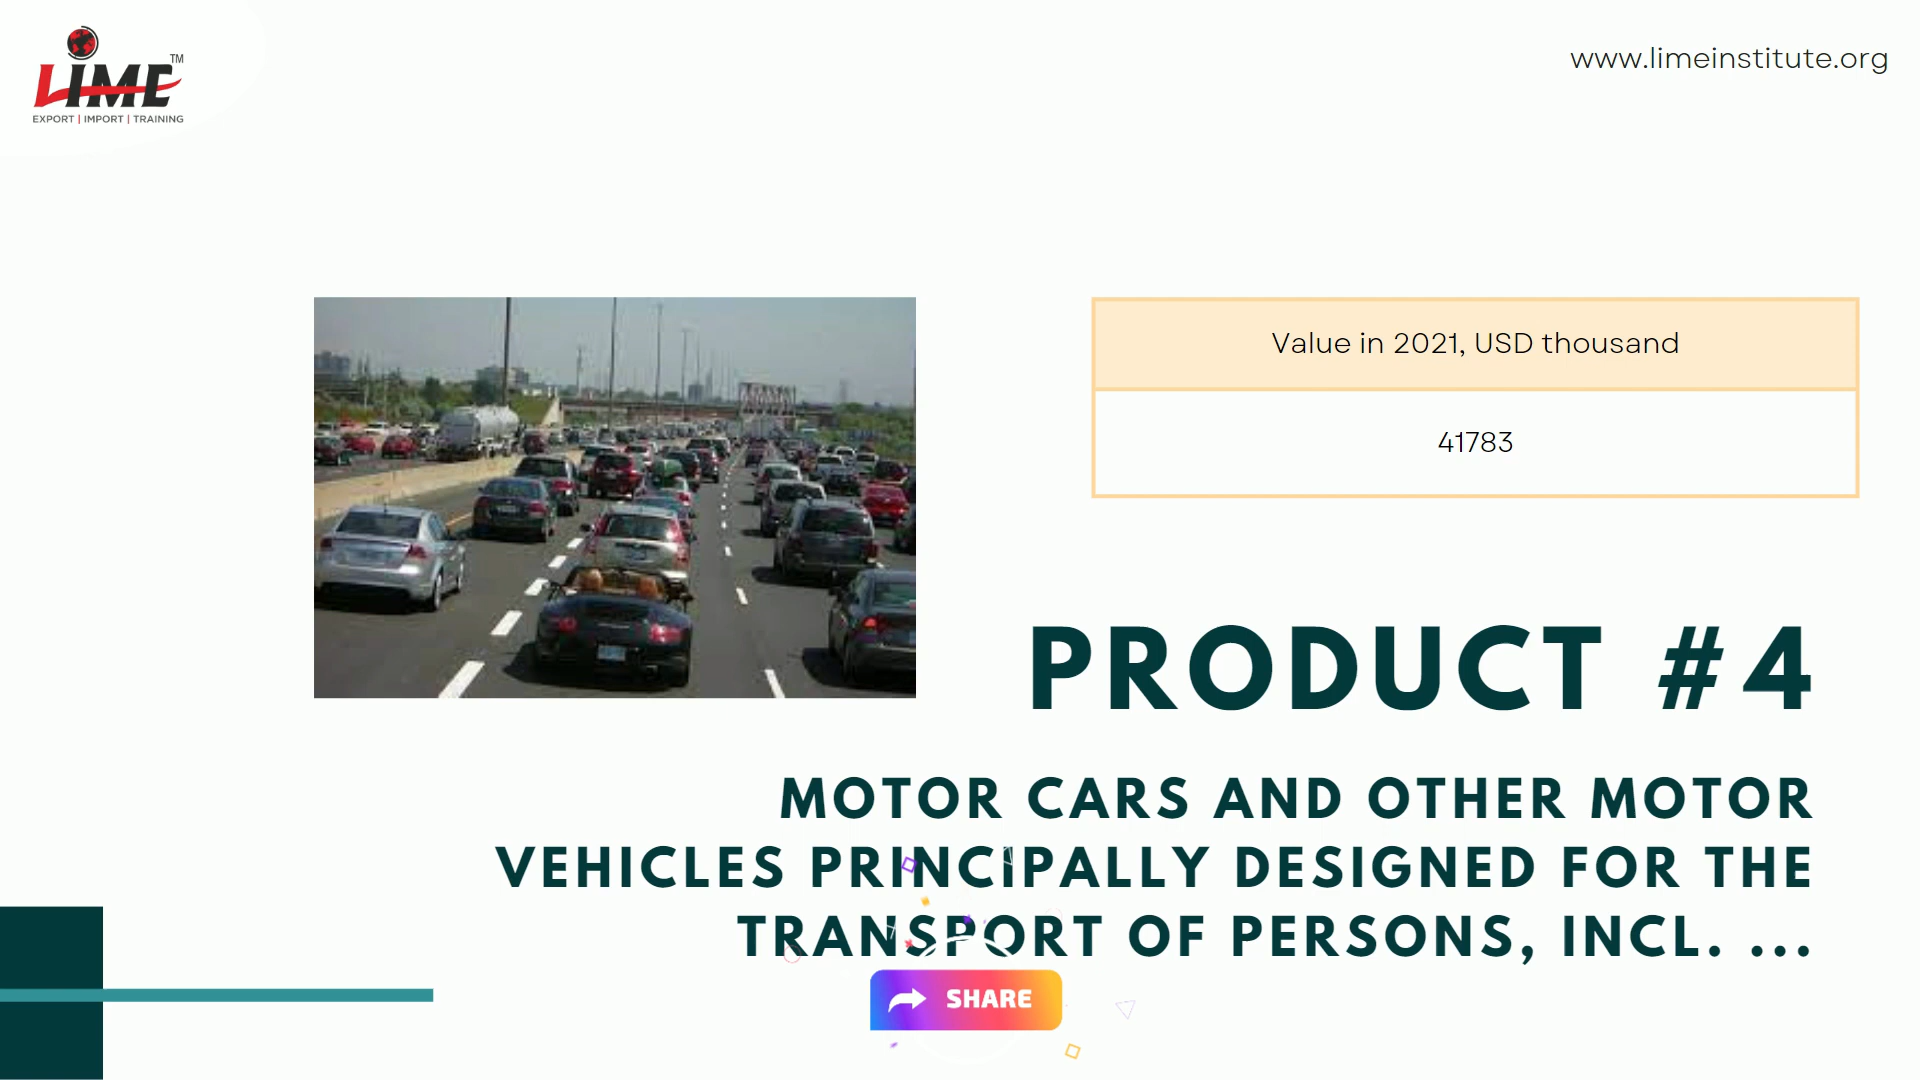 LIME TM
EXPORT | IMPORT | TRAINING
www.limeinstitute.org
Value in 2021, USD thousand
41783
PRODUCT #4
MOTOR CARS AND OTHER MOTOR
VEHICLES PRINCIPALLY DESIGNED FOR THE
TRANSPORT OF PERSONS, INCL. ...
SHARE